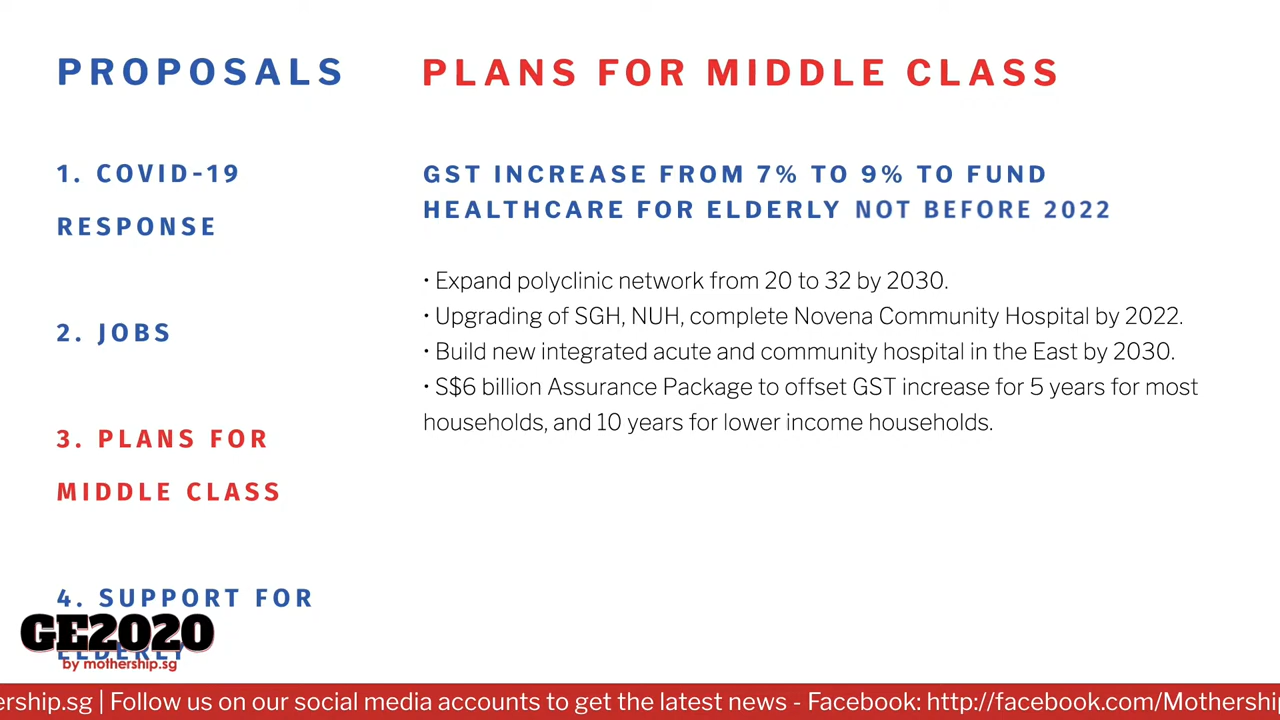 PROPOSALS
PLANS FOR MIDDLE CLASS
1. COVID-19
RESPONSE
2. JOBS
3. PLANS FOR
MIDDLE CLASS
4. SUPPORT FOR
ELDERLY
GST INCREASE FROM 7% TO 9% TO FUND
HEALTHCARE FOR ELDERLY NOT BEFORE 2022
• Expand polyclinic network from 20 to 32 by 2030.
• Upgrading of SGH, NUH, complete Novena Community Hospital by 2022.
• Build new integrated acute and community hospital in the East by 2030.
• S$6 billion Assurance Package to offset GST increase for 5 years for most
households, and 10 years for lower income households.
GE2020
by mothership.sg
ership.sg | Follow us on our social media accounts to get the latest news - Facebook: http://facebook.com/Mothership